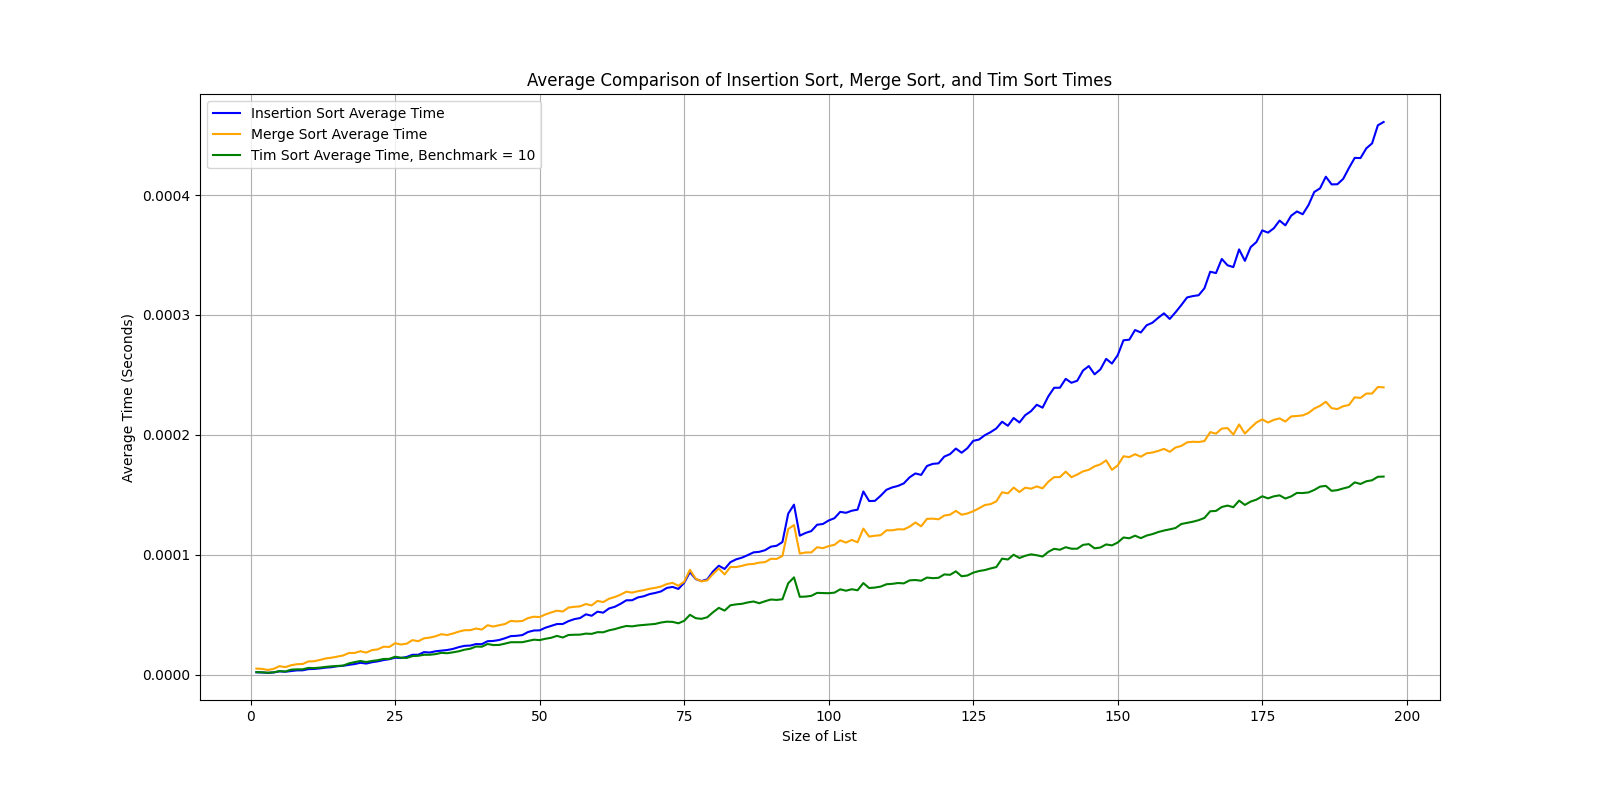 Average Comparison of Insertion Sort, Merge Sort, and Tim Sort Times
Insertion Sort Average Time
Merge Sort Average Time
Tim Sort Average Time, Benchmark = 10
Average Time (Seconds)
0.0004
0.0003
0.0002
0.0001
0.0000
0 25 50 75 100 125 150 175 200
Size of List